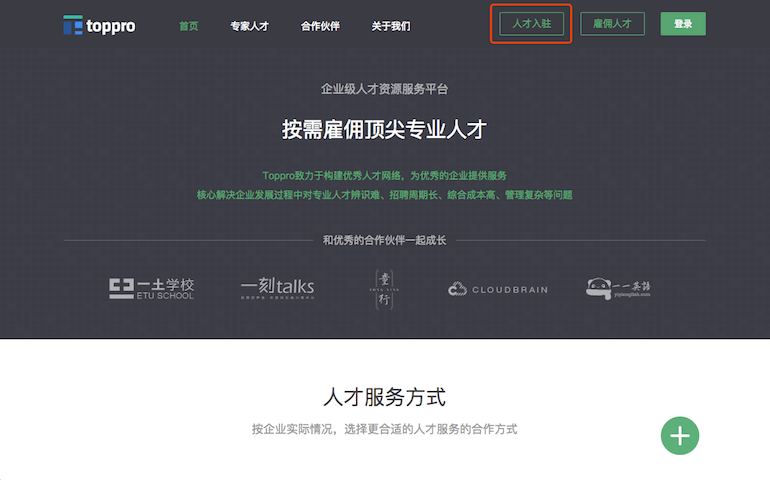 toppro 首页 专家人才 合作伙伴 关于我们 人才入驻 雇佣人才 登录
企业级人才资源服务平台
按需雇佣顶尖专业人才
Toppro致力于构建优秀人才网络，为优秀的企业提供服务
核心解决企业发展过程中对专业人才辨识难、招聘周期长、综合成本高、管理复杂等问题
和优秀的合作伙伴一起成长
一土学校
ETU SCHOOL
一刻talks
童行
CLOUDBRAIN
一一英語
yiyienglish.com
人才服务方式
按企业实际情况，选择更合适的人才服务的合作方式